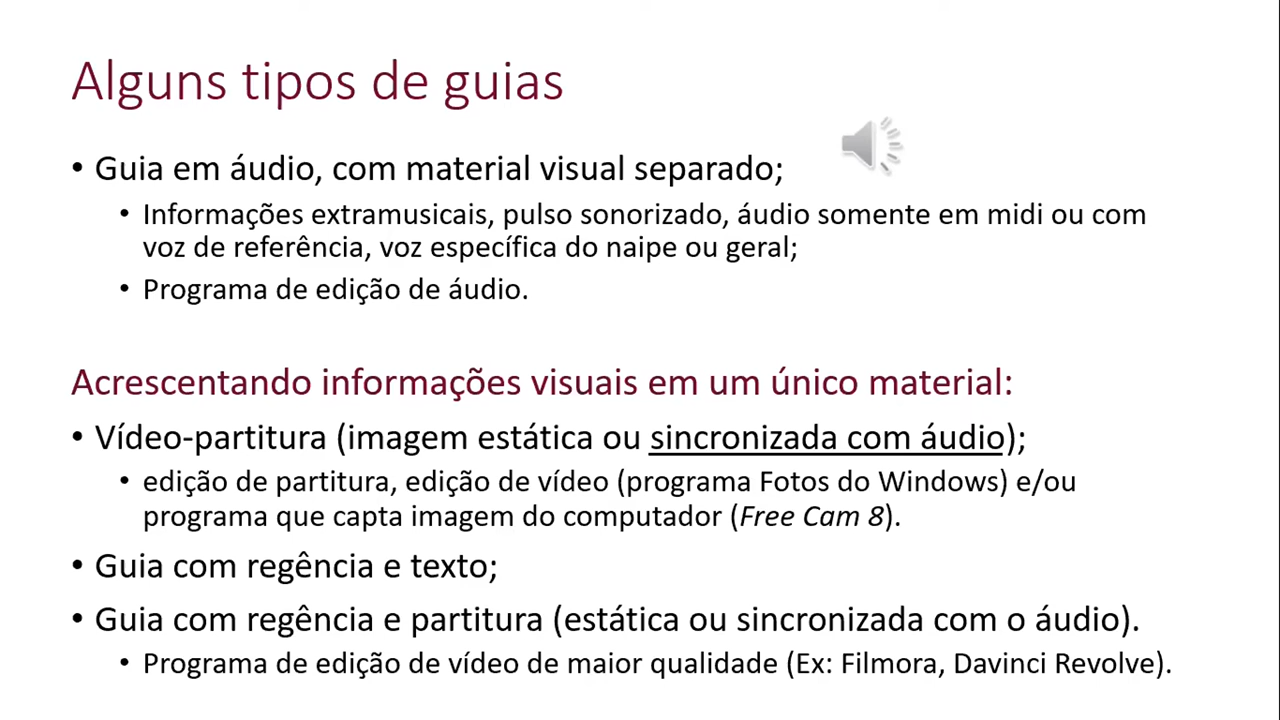 Alguns tipos de guias
• Guia em áudio, com material visual separado;
• Informações extramusicais, pulso sonorizado, áudio somente em midi ou com
voz de referência, voz específica do naipe ou geral;
• Programa de edição de áudio.
Acrescentando informações visuais em um único material:
• Vídeo-partitura (imagem estática ou sincronizada com áudio);
• edição de partitura, edição de vídeo (programa Fotos do Windows) e/ou
programa que capta imagem do computador (Free Cam 8).
• Guia com regência e texto;
• Guia com regência e partitura (estática ou sincronizada com o áudio).
• Programa de edição de vídeo de maior qualidade (Ex: Filmora, Davinci Revolve).